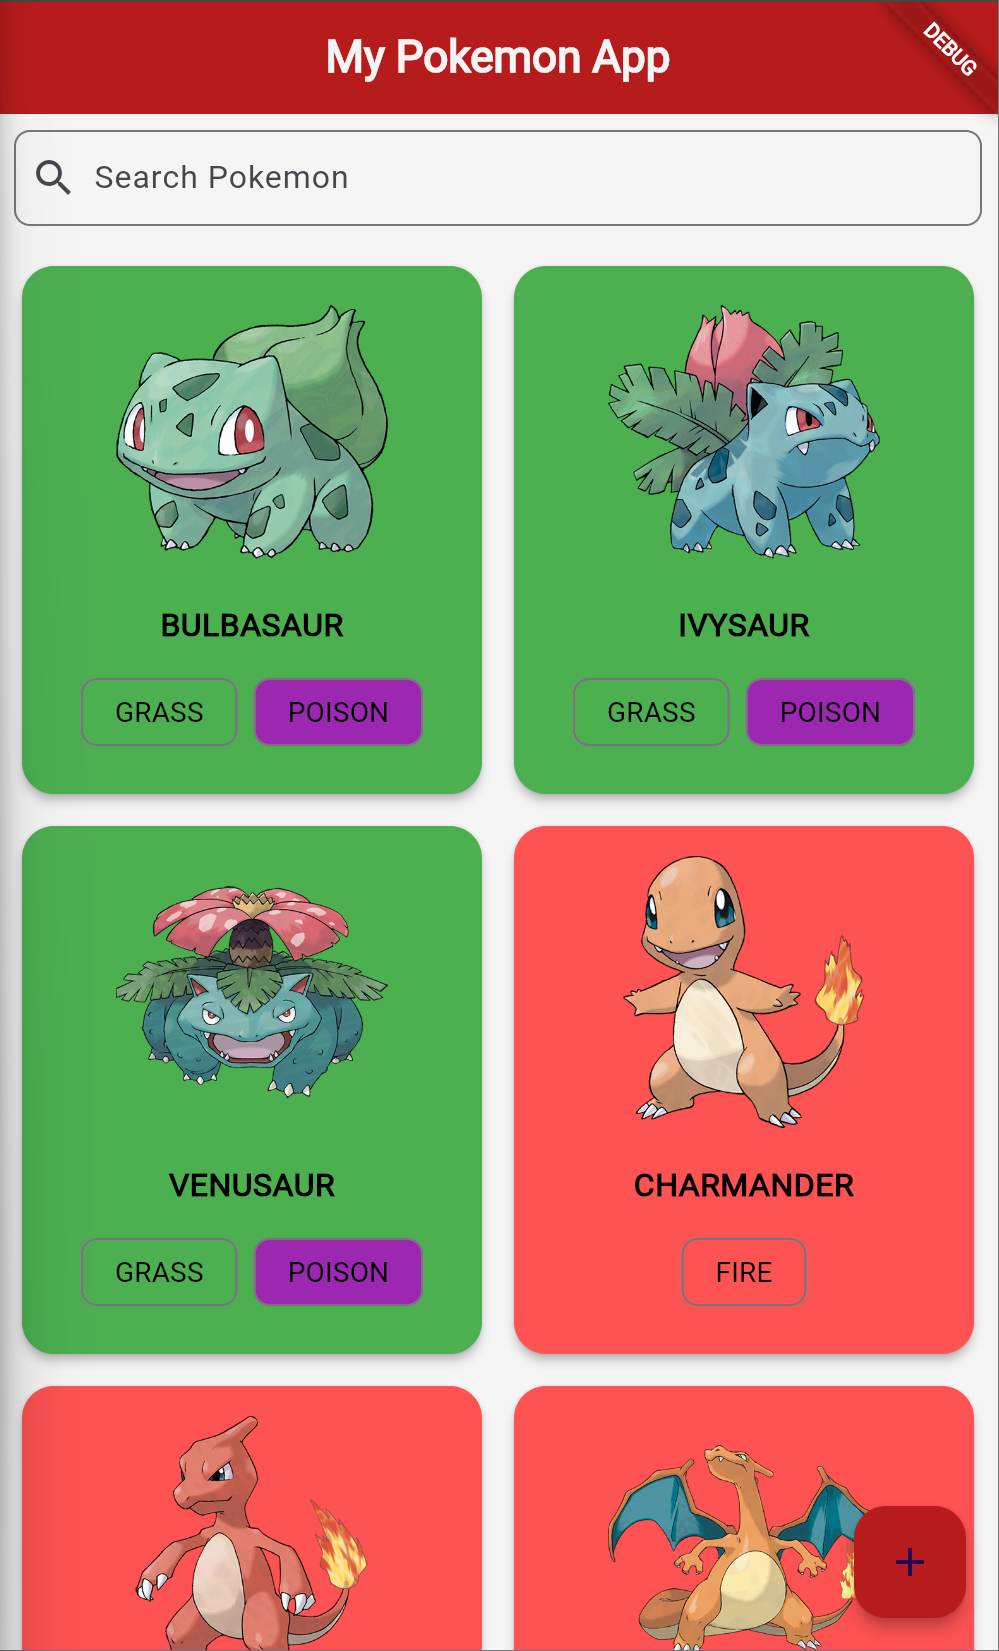 My Pokemon App
DEBUG
Search Pokemon
BULBASAUR
GRASS POISON
IVYSAUR
GRASS POISON
VENUSAUR
GRASS POISON
CHARMANDER
FIRE
+